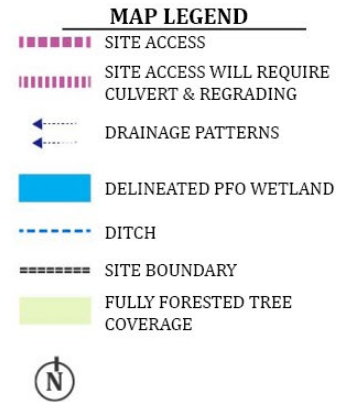 MAP LEGEND
SITE ACCESS
SITE ACCESS WILL REQUIRE
CULVERT & REGRADING
DRAINAGE PATTERNS
DELINEATED PFO WETLAND
DITCH
SITE BOUNDARY
FULLY FORESTED TREE
COVERAGE
N